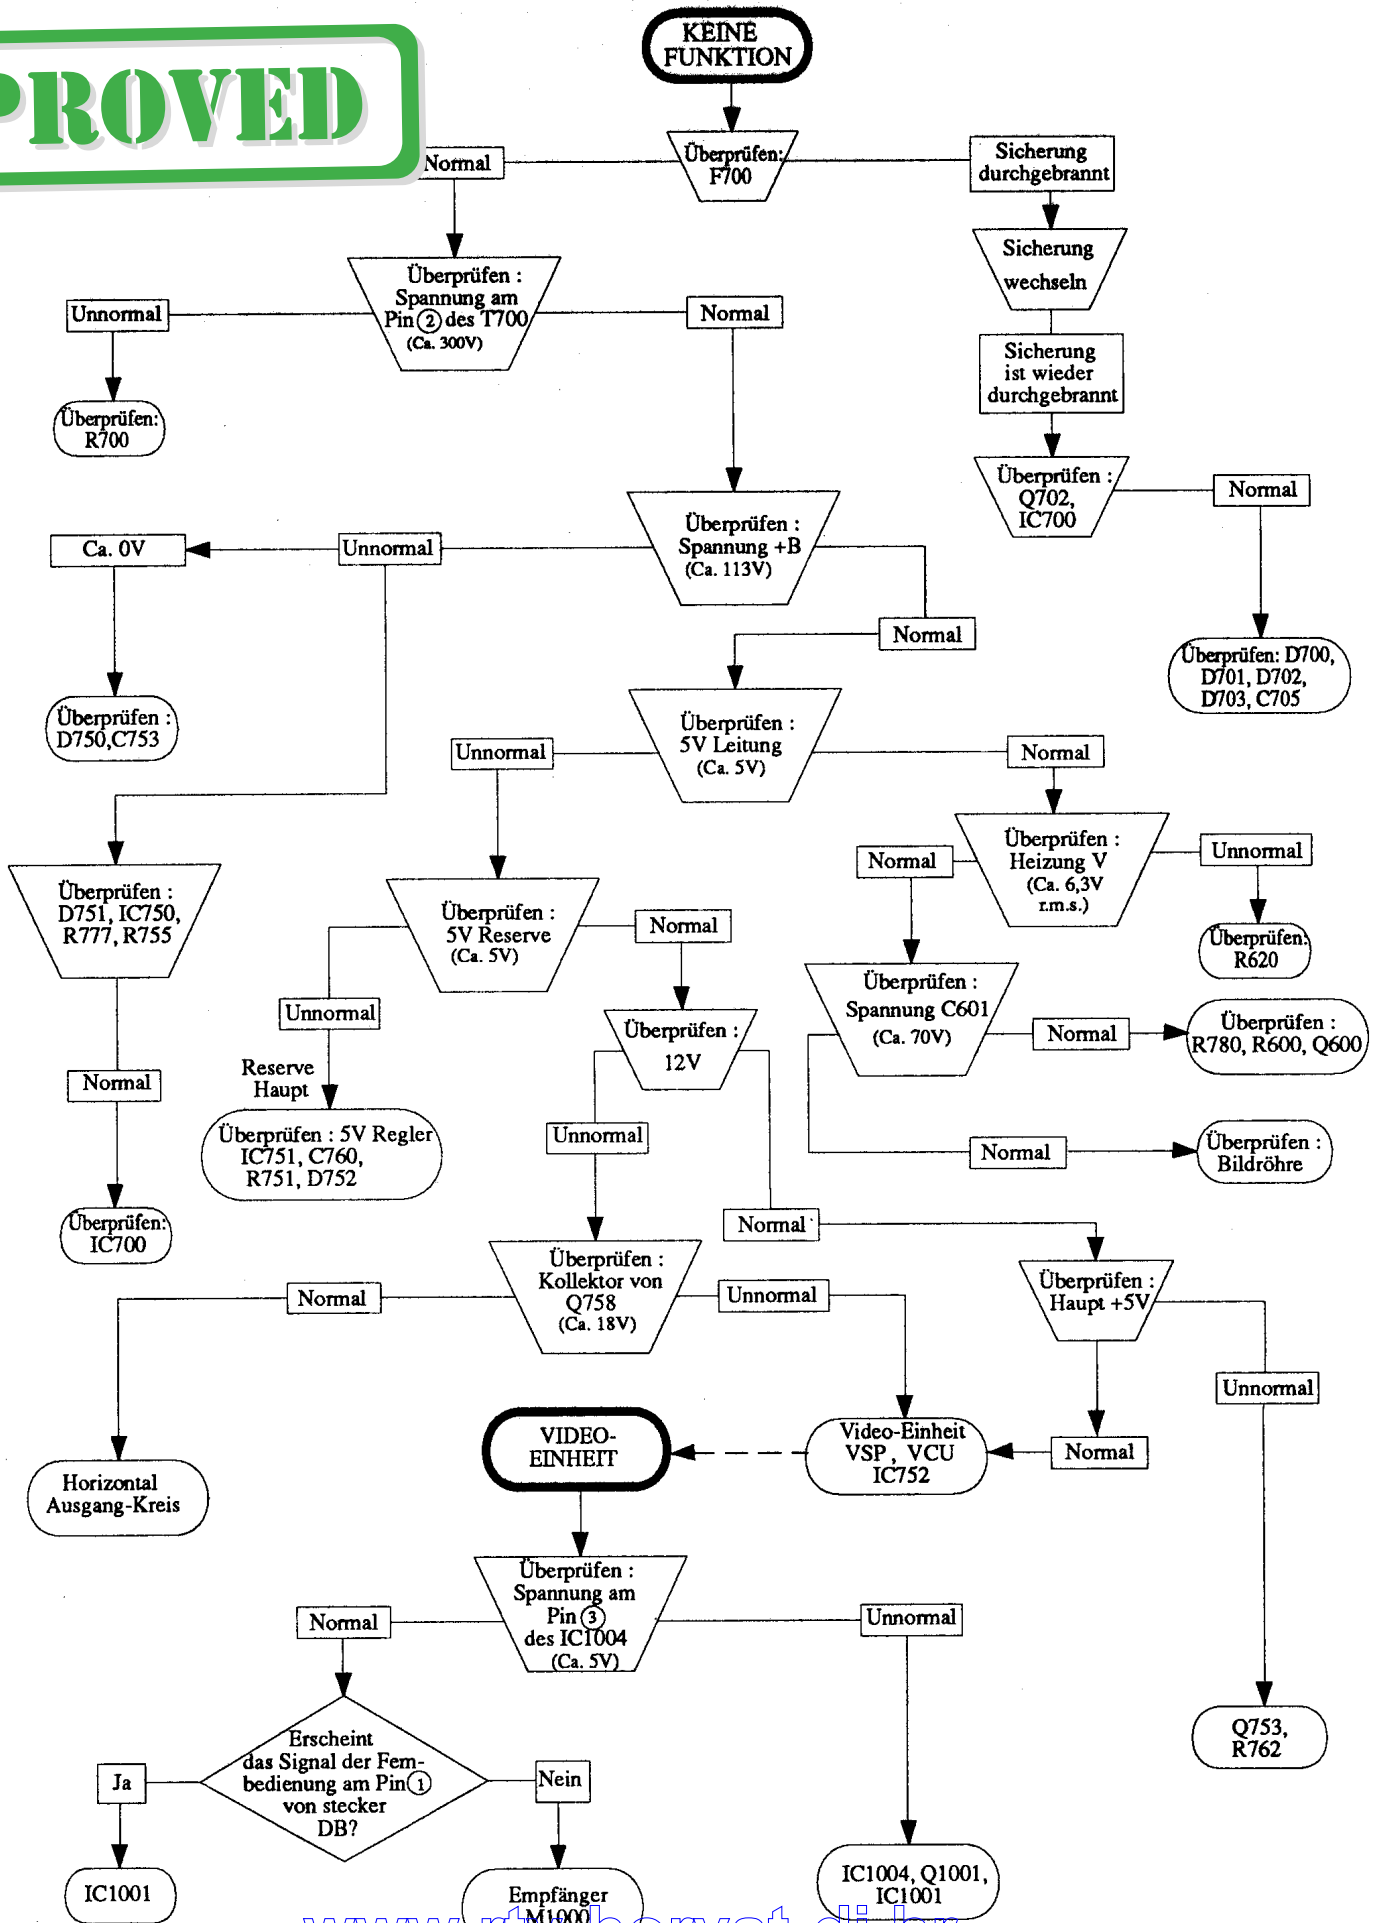 KEINE
FUNKTION
PROVED
Normal
Überprüfen:
F700
Sicherung
durchgebrannt
Sicherung
wechseln
Überprüfen :
Spannung am
Pin ② des T700
(Ca. 300V)
Unnormal
Normal
Sicherung
ist wieder
durchgebrannt
Überprüfen:
R700
Überprüfen :
Q702,
IC700
Normal
Überprüfen :
Spannung +B
(Ca. 113V)
Ca. 0V
Unnormal
Normal
Überprüfen: D700,
D701, D702,
D703, C705
Überprüfen :
D750,C753
Überprüfen :
5V Leitung
(Ca. 5V)
Unnormal
Normal
Überprüfen :
Heizung V
(Ca. 6,3V
r.m.s.)
Normal
Unnormal
Überprüfen :
D751, IC750,
R777, R755
Überprüfen :
5V Reserve
(Ca. 5V)
Normal
Überprüfen:
R620
Unnormal
Überprüfen :
12V
Überprüfen :
Spannung C601
(Ca. 70V)
Normal
Überprüfen :
R780, R600, Q600
Normal
Reserve
Haupt
Überprüfen : 5V Regler
IC751, C760,
R751, D752
Unnormal
Normal
Überprüfen :
Bildröhre
Überprüfen:
IC700
Normal
Überprüfen :
Kollektor von
Q758
(Ca. 18V)
Normal
Unnormal
Überprüfen :
Haupt +5V
Unnormal
VIDEO-
EINHEIT
Video-Einheit
VSP , VCU
IC752
Normal
Horizontal
Ausgang-Kreis
Überprüfen :
Spannung am
Pin ③
des IC1004
(Ca. 5V)
Normal
Unnormal
Q753,
R762
Erscheint
das Signal der Fern-
bedienung am Pin ①
von stecker
DB?
Ja
Nein
IC1001
Empfänger
M1000
IC1004, Q1001,
IC1001